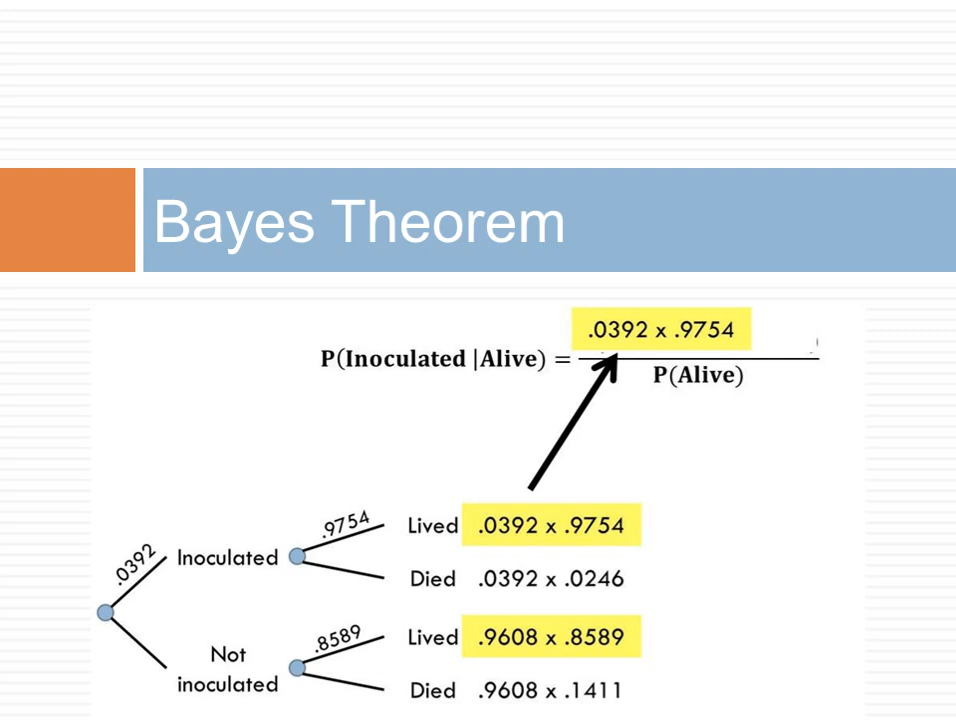 Bayes Theorem
.0392 x .9754
P(Inoculated |Alive) =
P(Alive)
.9754
Lived .0392 x .9754
.0392
Inoculated
Died .0392 x .0246
.8589
Lived .9608 x .8589
Not
inoculated
Died .9608 x .1411